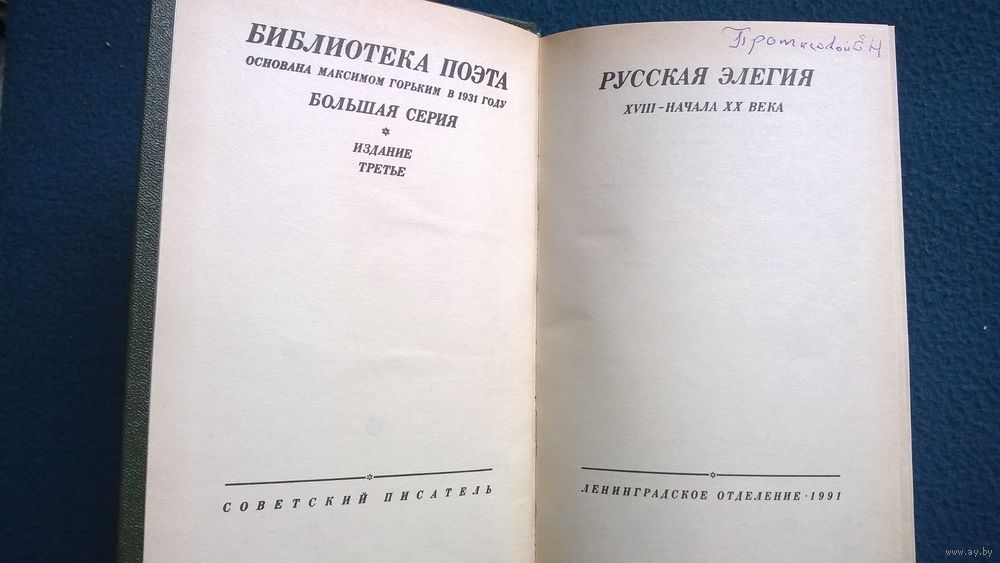 БИБЛИОТЕКА ПОЭТА
ОСНОВАНА МАКСИМОМ ГОРЬКИМ В 1931 ГОДУ
БОЛЬШАЯ СЕРИЯ
ИЗДАНИЕ
ТРЕТЬЕ
СОВЕТСКИЙ ПИСАТЕЛЬ
РУССКАЯ ЭЛЕГИЯ
XVIII – НАЧАЛА XX ВЕКА
ЛЕНИНГРАДСКОЕ ОТДЕЛЕНИЕ · 1991
www.ay.by